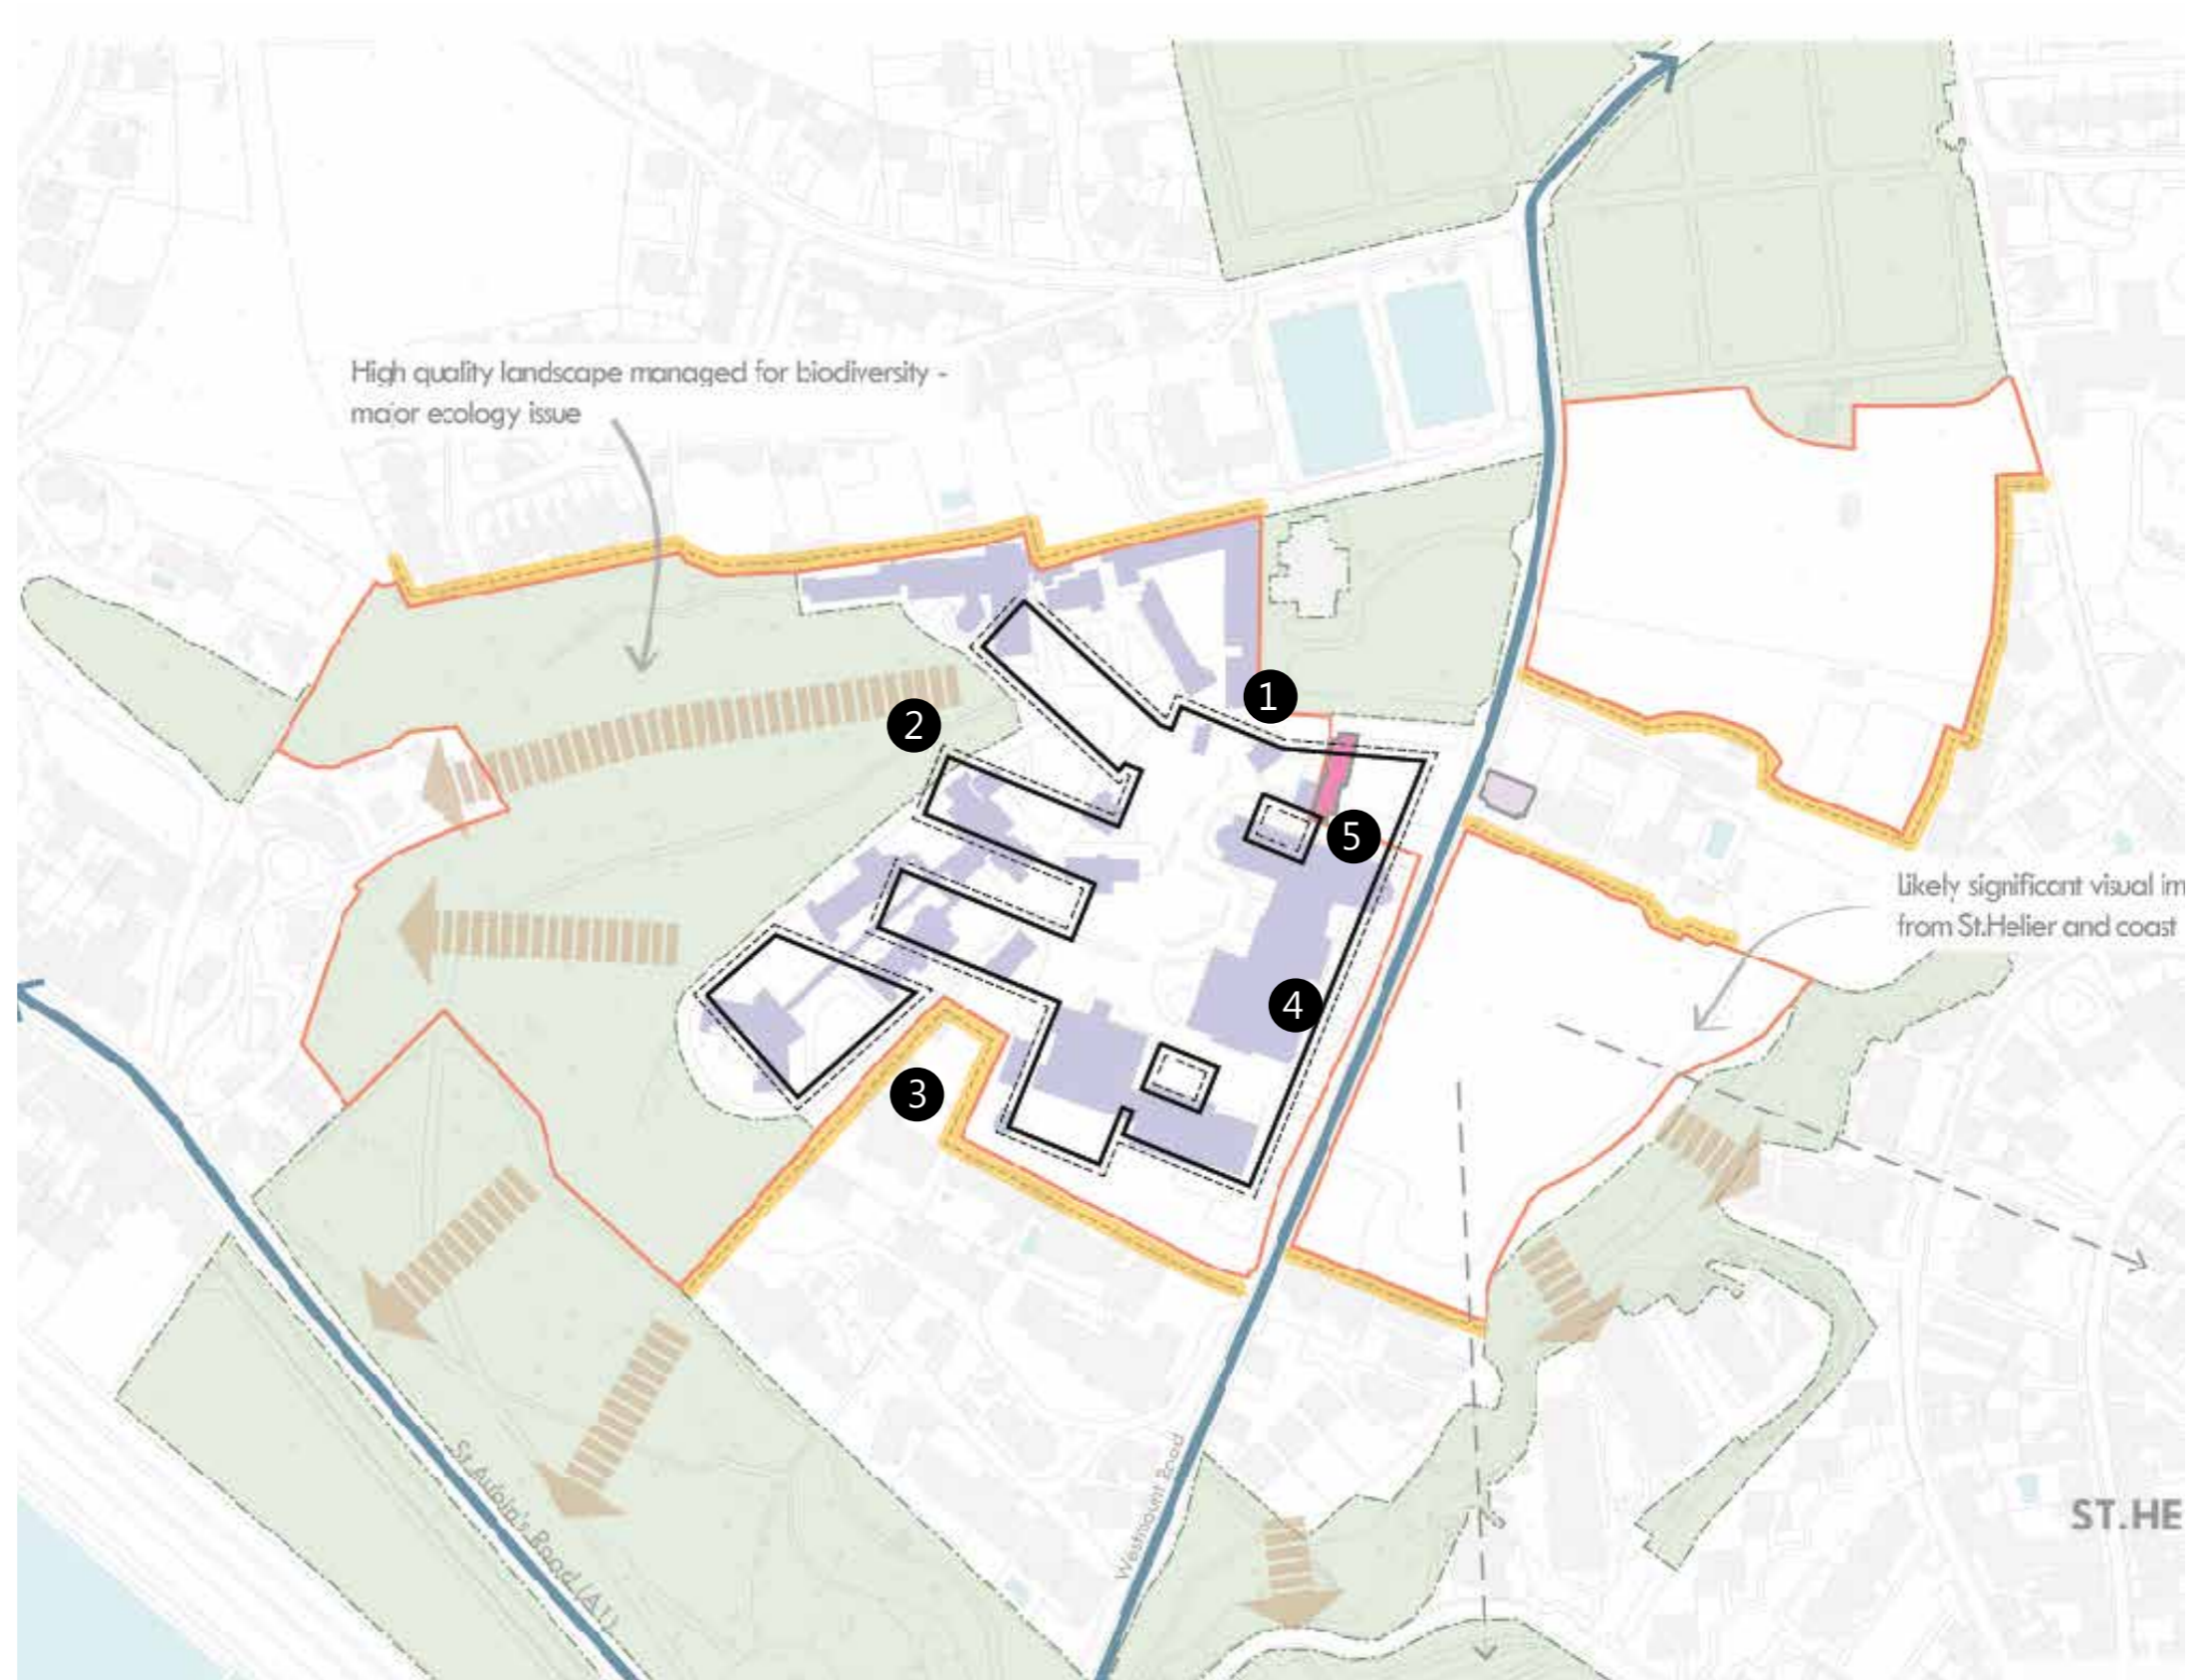 High quality landscape managed for biodiversity -
major ecology issue
1
2
5
Likely significant visual im
from St.Helier and coast
4
3
Westmount Road
St.Aubin's Road (A1)
ST.HE